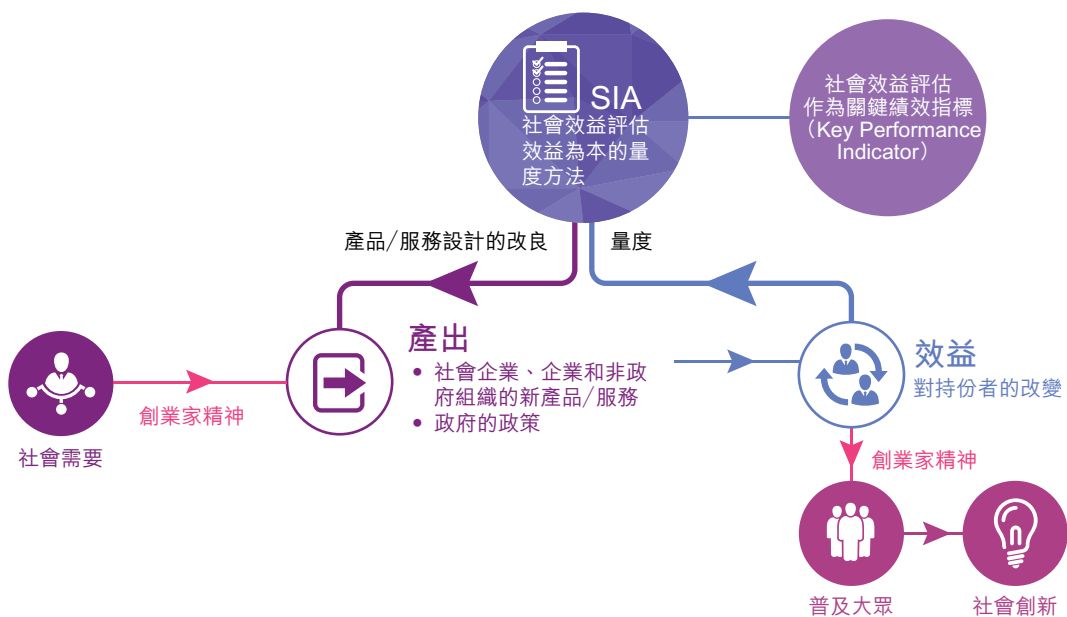 SIA
社會效益評估
效益為本的量
度方法
社會效益評估
作為關鍵績效指標
（Key Performance
Indicator）
產品/服務設計的改良
量度
產出
• 社會企業、企業和非政
府組織的新產品/服務
• 政府的政策
效益
對持份者的改變
創業家精神
社會需要
創業家精神
普及大眾
社會創新